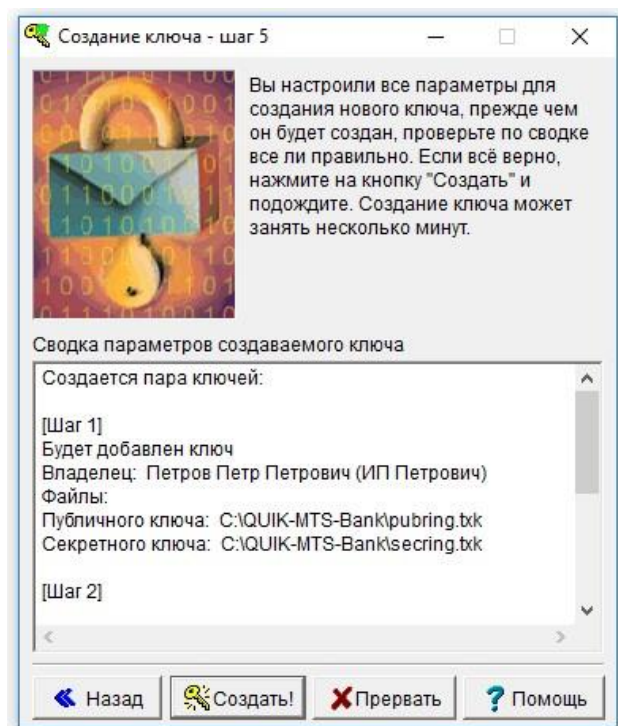 Создание ключа - шаг 5
Вы настроили все параметры для
создания нового ключа, прежде чем
он будет создан, проверьте по сводке
все ли правильно. Если всё верно,
нажмите на кнопку "Создать" и
подождите. Создание ключа может
занять несколько минут.
Сводка параметров создаваемого ключа
Создается пара ключей:
[Шаг 1]
Будет добавлен ключ
Владелец: Петров Петр Петрович (ИП Петрович)
Файлы:
Публичного ключа: C:\QUIK-MTS-Bank\pubring.txk
Секретного ключа: C:\QUIK-MTS-Bank\secring.txk
[Шаг 2]
Назад
Создать!
Прервать
Помощь